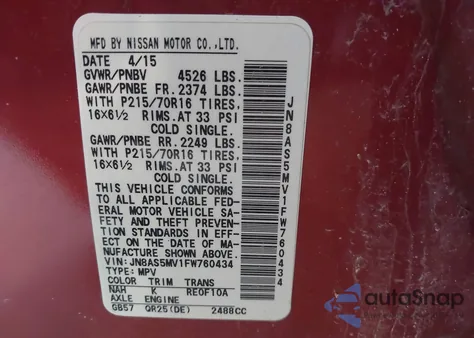 MFD BY NISSAN MOTOR CO.,LTD.
DATE 4/15
GVWR/PNBV 4526 LBS.
GAWR/PNBE FR. 2374 LBS.
WITH P215/70R16 TIRES,
16X6½ RIMS.AT 33 PSI
COLD SINGLE.
GAWR/PNBE RR. 2249 LBS.
WITH P215/70R16 TIRES,
16X6½ RIMS.AT 33 PSI
COLD SINGLE.
THIS VEHICLE CONFORMS
TO ALL APPLICABLE FED-
ERAL MOTOR VEHICLE SA-
FETY AND THEFT PREVEN-
TION STANDARDS IN EFF-
ECT ON THE DATE OF MA-
NUFACTURE SHOWN ABOVE.
VIN:JN8AS5MV1FW760434
TYPE:MPV
COLOR TRIM TRANS
NAH K RE0F10A
AXLE ENGINE
GB57 QR25(DE) 2488CC
JN8AS5MV1FW760434
autoSnap